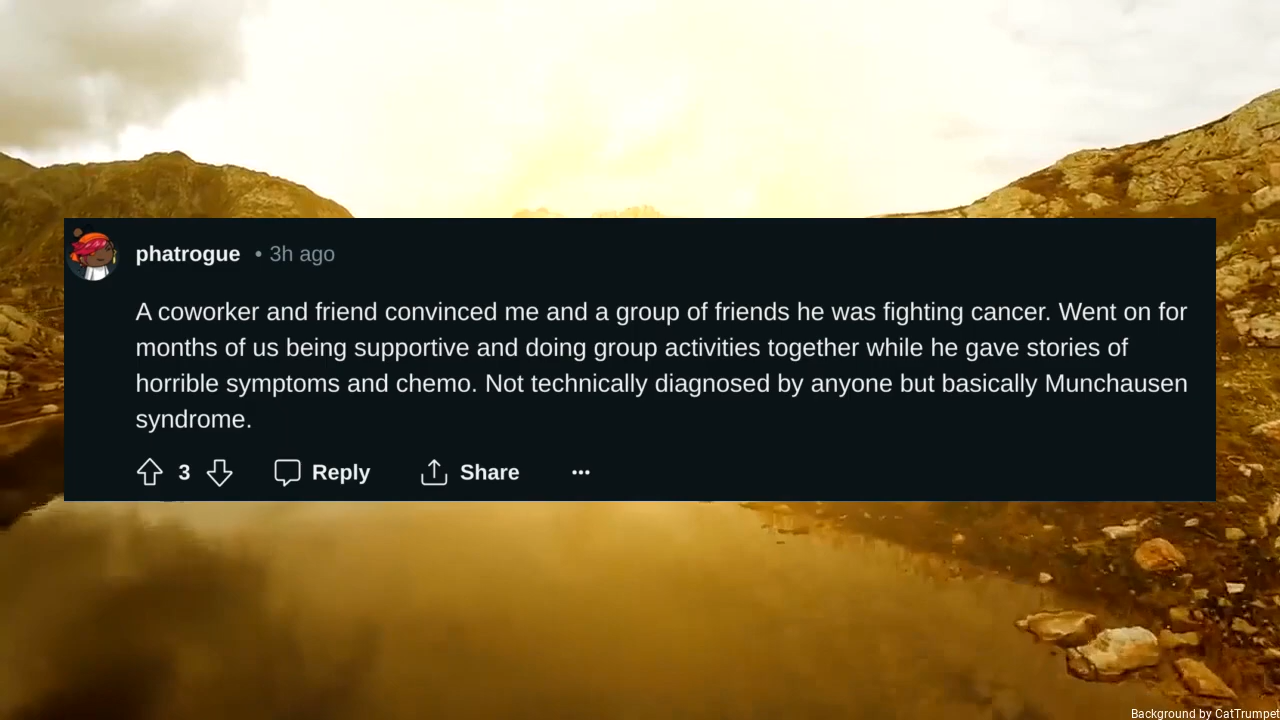 phatrogue • 3h ago
A coworker and friend convinced me and a group of friends he was fighting cancer. Went on for
months of us being supportive and doing group activities together while he gave stories of
horrible symptoms and chemo. Not technically diagnosed by anyone but basically Munchausen
syndrome.
3 Reply Share
Background by CatTrumpet